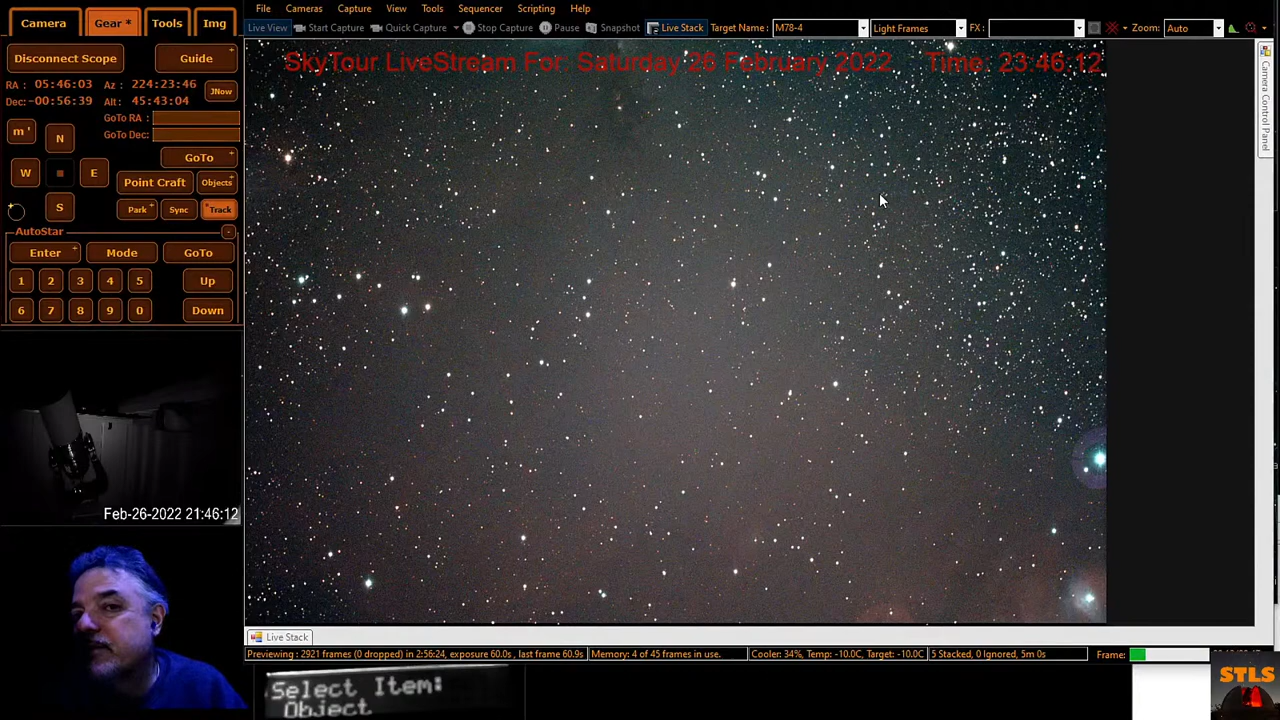 File Cameras Capture View Tools Sequencer Scripting Help
Camera Gear * Tools Img
Live View Start Capture Quick Capture Stop Capture Pause Snapshot Live Stack Target Name: M78-4 Light Frames FX: Zoom: Auto
Disconnect Scope Guide
RA : 05:46:03 Az : 224:23:46
Dec:-00:56:39 Alt: 45:43:04 JNow
GoTo RA :
GoTo Dec:
m ' N
GoTo
W E
Point Craft Objects
S
Park Sync Track
AutoStar -
Enter Mode GoTo
1 2 3 4 5 Up
6 7 8 9 0 Down
SkyTour LiveStream For Saturday 26 February 2022 Time: 23:46:12
Camera Control Panel
Feb-26-2022 21:46:12
Live Stack
Previewing : 2921 frames (0 dropped) in 2:56:24, exposure 60.0s , last frame 60.9s Memory: 4 of 45 frames in use. Cooler: 34%, Temp: -10.0C, Target: -10.0C 5 Stacked, 0 Ignored, 5m 0s Frame:
Select Item:
Object
STLS